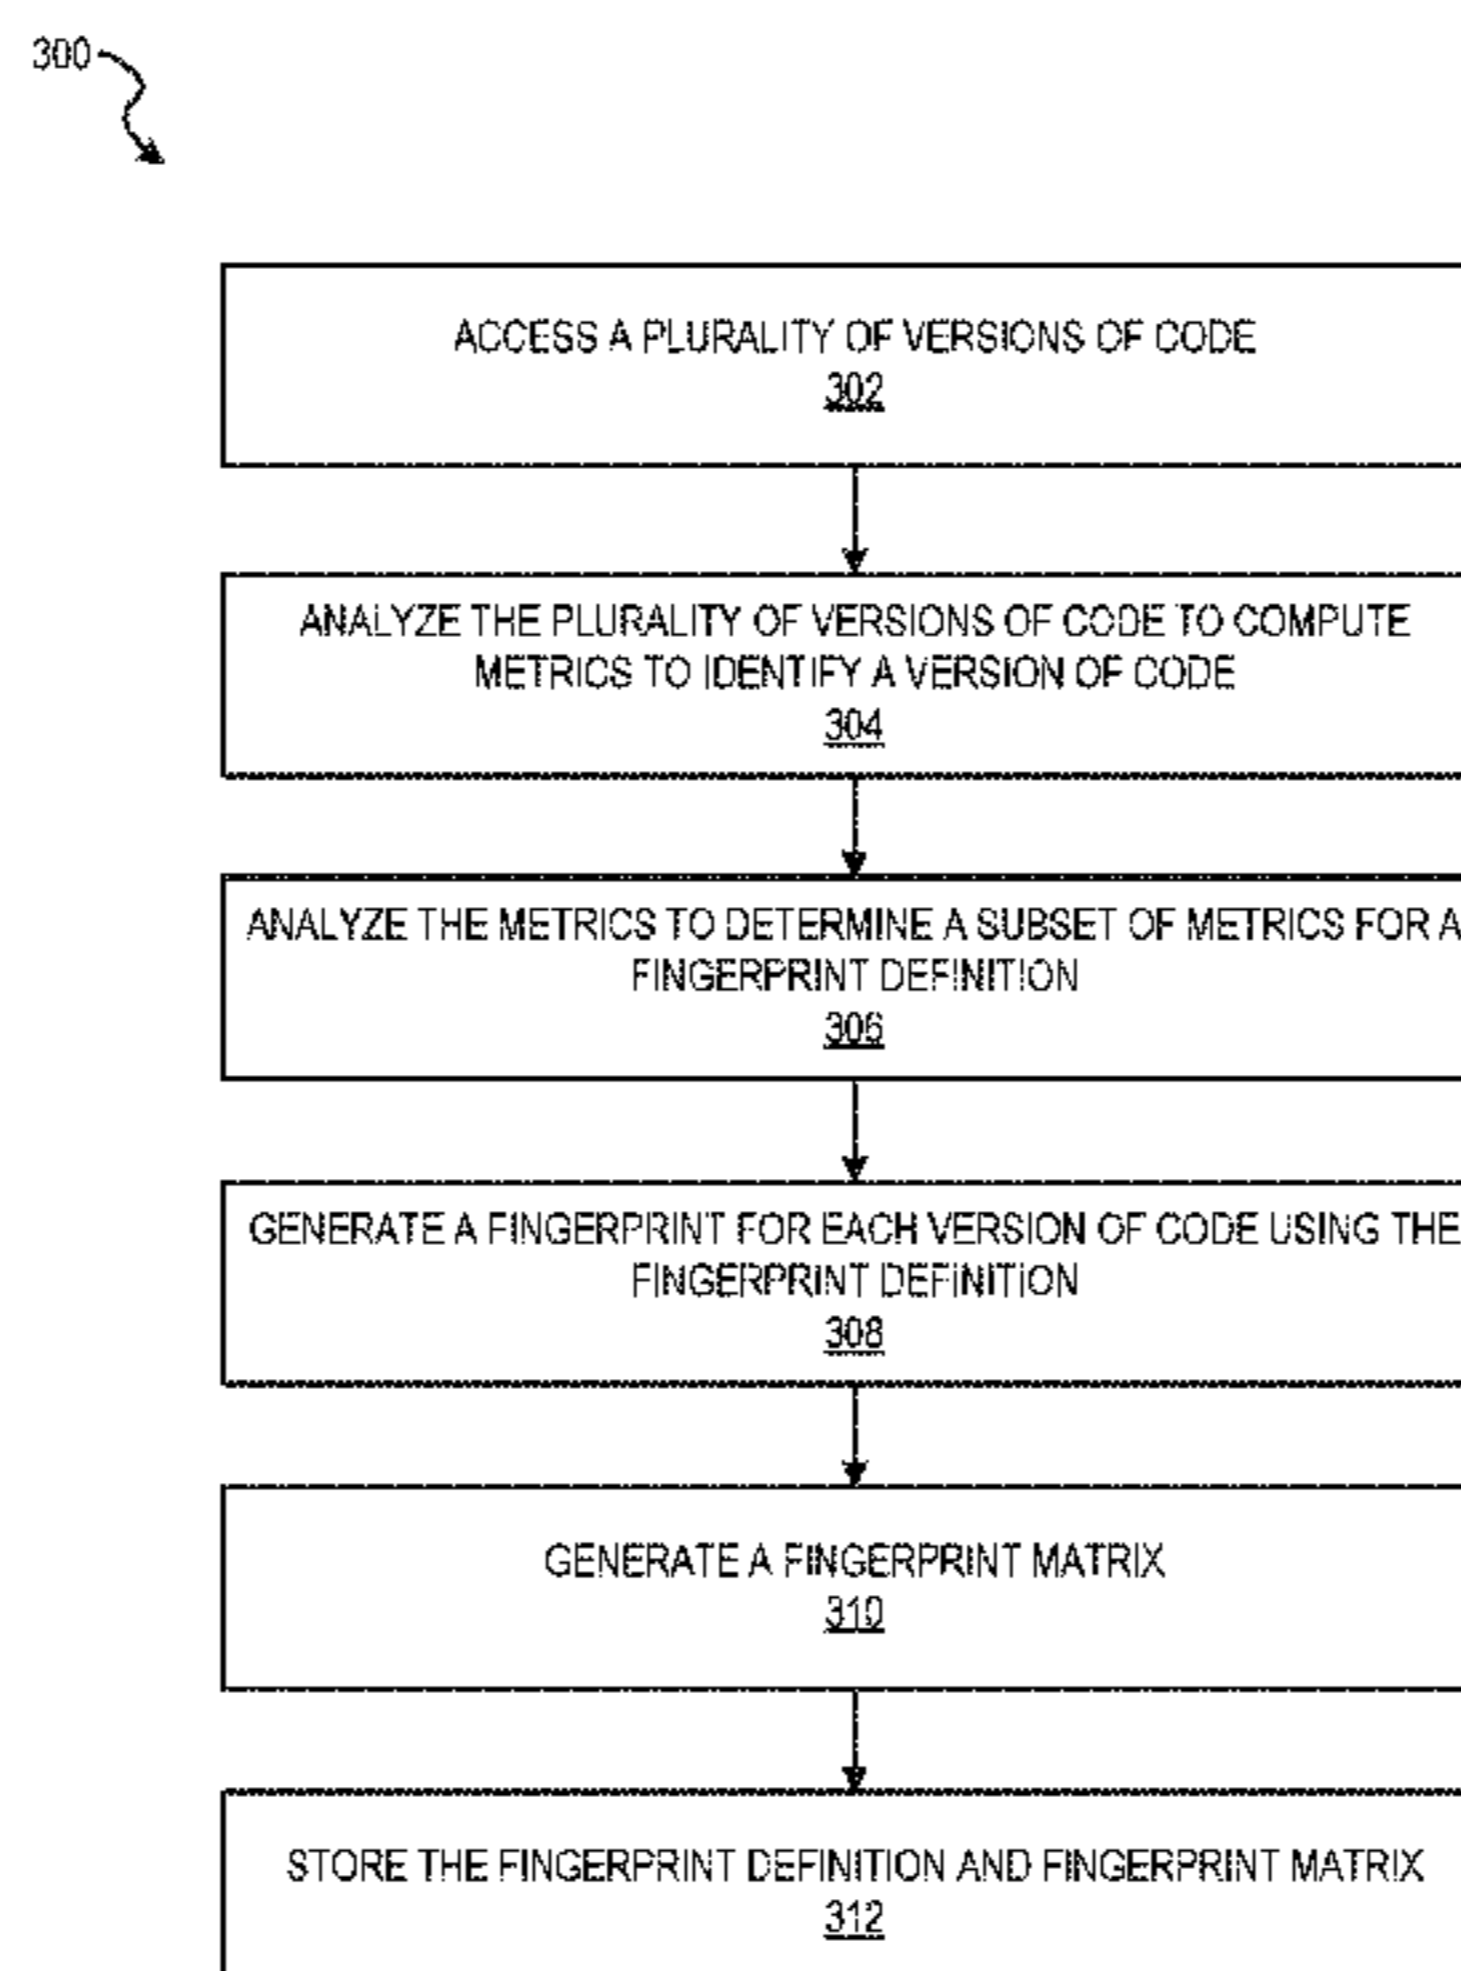 300
ACCESS A PLURALITY OF VERSIONS OF CODE
302
ANALYZE THE PLURALITY OF VERSIONS OF CODE TO COMPUTE
METRICS TO IDENTIFY A VERSION OF CODE
304
ANALYZE THE METRICS TO DETERMINE A SUBSET OF METRICS FOR A
FINGERPRINT DEFINITION
306
GENERATE A FINGERPRINT FOR EACH VERSION OF CODE USING THE
FINGERPRINT DEFINITION
308
GENERATE A FINGERPRINT MATRIX
310
STORE THE FINGERPRINT DEFINITION AND FINGERPRINT MATRIX
312